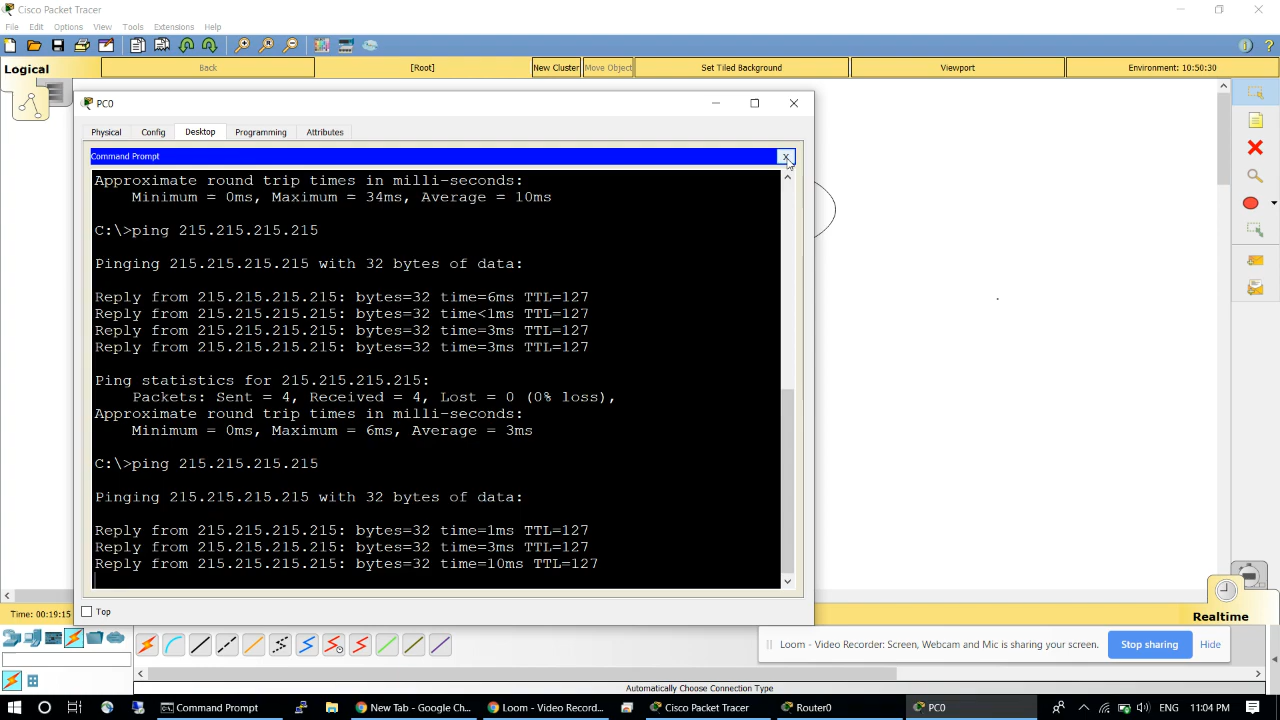 Cisco Packet Tracer
File Edit Options View Tools Extensions Help
Logical
Back
[Root]
New Cluster
Move Object
Set Tiled Background
Viewport
Environment: 10:50:30
PC0
Physical Config Desktop Programming Attributes
Command Prompt
X
Approximate round trip times in milli-seconds:
Minimum = 0ms, Maximum = 34ms, Average = 10ms
C:\>ping 215.215.215.215
Pinging 215.215.215.215 with 32 bytes of data:
Reply from 215.215.215.215: bytes=32 time=6ms TTL=127
Reply from 215.215.215.215: bytes=32 time<1ms TTL=127
Reply from 215.215.215.215: bytes=32 time=3ms TTL=127
Reply from 215.215.215.215: bytes=32 time=3ms TTL=127
Ping statistics for 215.215.215.215:
Packets: Sent = 4, Received = 4, Lost = 0 (0% loss),
Approximate round trip times in milli-seconds:
Minimum = 0ms, Maximum = 6ms, Average = 3ms
C:\>ping 215.215.215.215
Pinging 215.215.215.215 with 32 bytes of data:
Reply from 215.215.215.215: bytes=32 time=1ms TTL=127
Reply from 215.215.215.215: bytes=32 time=3ms TTL=127
Reply from 215.215.215.215: bytes=32 time=10ms TTL=127
Top
Time: 00:19:15
Realtime
Loom - Video Recorder: Screen, Webcam and Mic is sharing your screen.
Stop sharing
Hide
Automatically Choose Connection Type
Command Prompt
New Tab - Google Ch...
Loom - Video Record...
Cisco Packet Tracer
Router0
PC0
ENG 11:04 PM